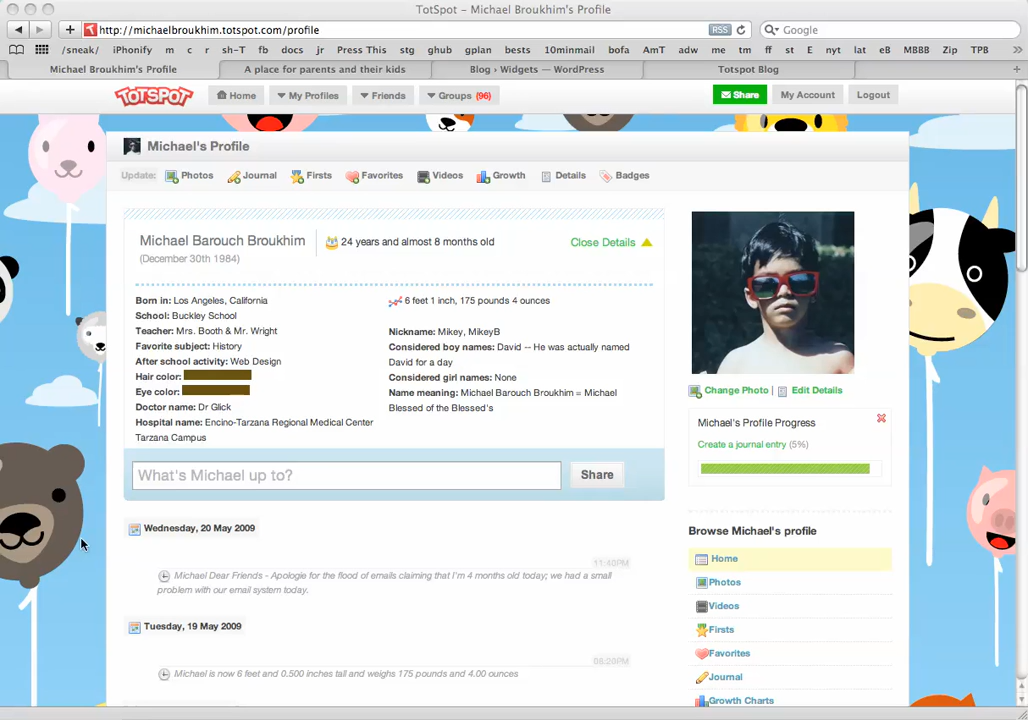 TotSpot - Michael Broukhim's Profile
http://michaelbroukhim.totspot.com/profile
RSS
Google
/sneak/ iPhonify m c r sh-T fb docs jr Press This stg ghub gplan bests 10minmail bofa AmT adw me tm ff st E nyt lat eB MBBB Zip TPB »
Michael Broukhim's Profile
A place for parents and their kids
Blog › Widgets — WordPress
Totspot Blog
TOTSPOT
Home
My Profiles
Friends
Groups (96)
Share
My Account
Logout
Michael's Profile
Update: Photos Journal Firsts Favorites Videos Growth Details Badges
Michael Barouch Broukhim
(December 30th 1984)
24 years and almost 8 months old
Close Details
Born in: Los Angeles, California
School: Buckley School
Teacher: Mrs. Booth & Mr. Wright
Favorite subject: History
After school activity: Web Design
Hair color:
Eye color:
Doctor name: Dr Glick
Hospital name: Encino-Tarzana Regional Medical Center
Tarzana Campus
6 feet 1 inch, 175 pounds 4 ounces
Nickname: Mikey, MikeyB
Considered boy names: David -- He was actually named
David for a day
Considered girl names: None
Name meaning: Michael Barouch Broukhim = Michael
Blessed of the Blessed's
What's Michael up to?
Share
Wednesday, 20 May 2009
11:40PM
Michael Dear Friends - Apologie for the flood of emails claiming that I'm 4 months old today; we had a small
problem with our email system today.
Tuesday, 19 May 2009
08:20PM
Michael is now 6 feet and 0.500 inches tall and weighs 175 pounds and 4.00 ounces
Change Photo | Edit Details
Michael's Profile Progress
Create a journal entry (5%)
Browse Michael's profile
Home
Photos
Videos
Firsts
Favorites
Journal
Growth Charts